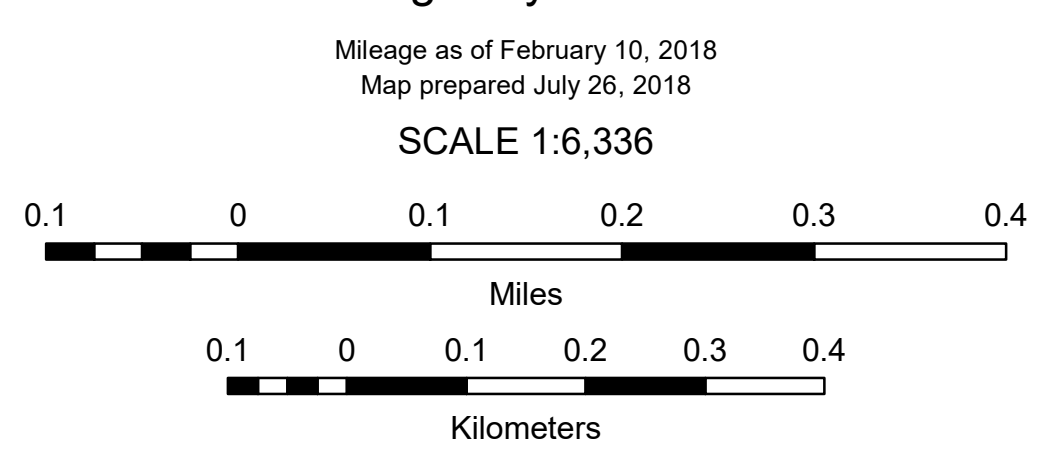 Mileage as of February 10, 2018
Map prepared July 26, 2018
SCALE 1:6,336
0.1 0 0.1 0.2 0.3 0.4
Miles
0.1 0 0.1 0.2 0.3 0.4
Kilometers